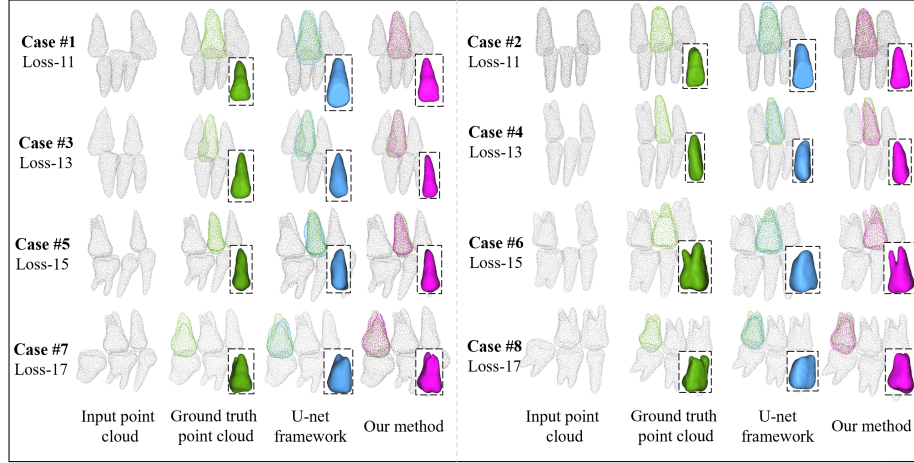 Case #1
Loss-11
Case #3
Loss-13
Case #5
Loss-15
Case #7
Loss-17
Input point
cloud
Ground truth
point cloud
U-net
framework
Our method
Case #2
Loss-11
Case #4
Loss-13
Case #6
Loss-15
Case #8
Loss-17
Input point
cloud
Ground truth
point cloud
U-net
framework
Our method